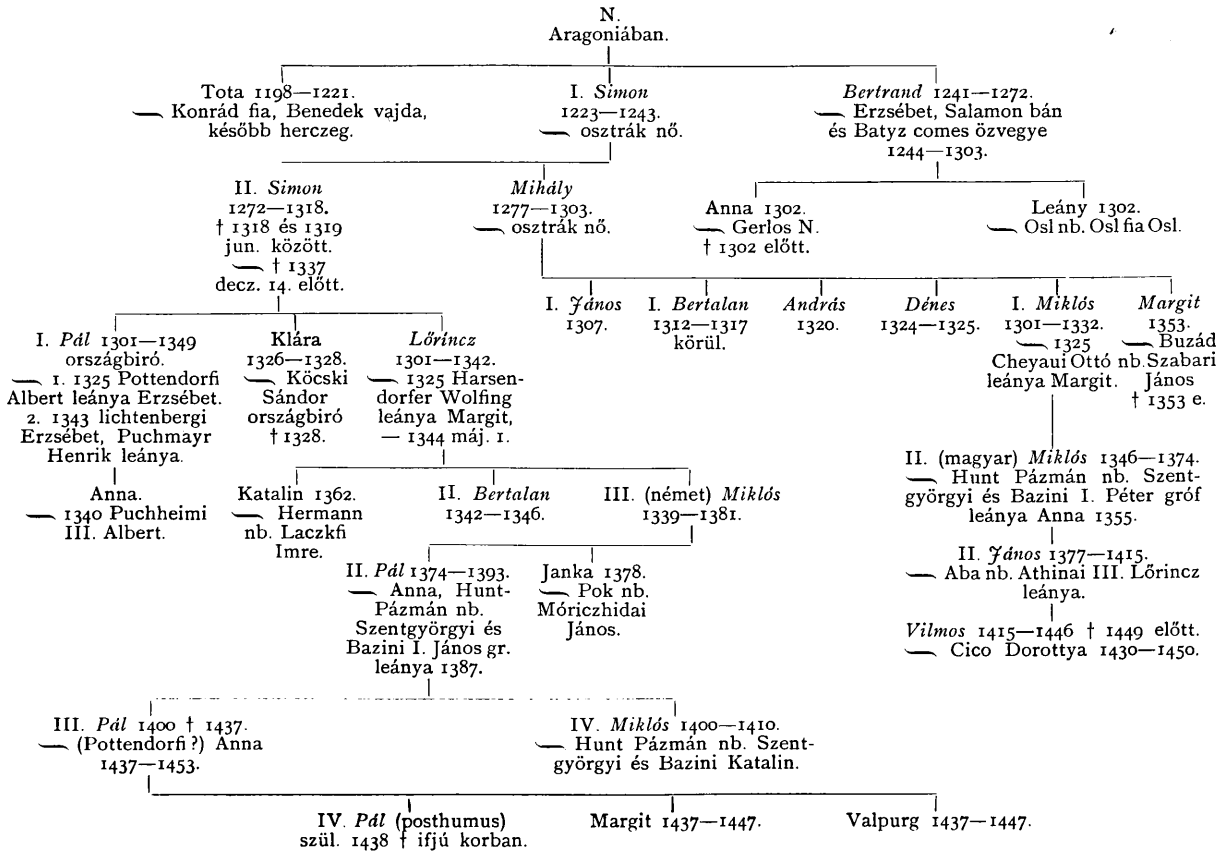 N.
Aragoniában.
Tota 1198—1221.
Konrád fia, Benedek vajda,
később herczeg.
I. Simon
1223—1243.
osztrák nő.
Bertrand 1241—1272.
Erzsébet, Salamon bán
és Batyz comes özvegye
1244—1303.
II. Simon
1272—1318.
† 1318 és 1319
jun. között.
† 1337
decz. 14. előtt.
Mihály
1277—1303.
osztrák nő.
Anna 1302.
Gerlos N.
† 1302 előtt.
Leány 1302.
Osl nb. Osl fia Osl.
I. János
1307.
I. Bertalan
1312—1317
körül.
András
1320.
Dénes
1324—1325.
I. Miklós
1301—1332.
1325
Cheyaui Ottó
leánya Margit.
Margit
1353.
Buzád
nb. Szabari
János
† 1353 e.
I. Pál 1301—1349
országbiró.
1. 1325 Pottendorfi
Albert leánya Erzsébet.
2. 1343 lichtenbergi
Erzsébet, Puchmayr
Henrik leánya.
Klára
1326—1328.
Köcski
Sándor
országbiró
† 1328.
Lőrincz
1301—1342.
1325 Harsen-
dorfer Wolfing
leánya Margit,
— 1344 máj. 1.
Anna.
1340 Puchheimi
III. Albert.
Katalin 1362.
Hermann
nb. Laczkfi
Imre.
II. Bertalan
1342—1346.
III. (német) Miklós
1339—1381.
II. (magyar) Miklós 1346—1374.
Hunt Pázmán nb. Szent-
györgyi és Bazini I. Péter gróf
leánya Anna 1355.
II. Pál 1374—1393.
Anna, Hunt-
Pázmán nb.
Szentgyörgyi és
Bazini I. János gr.
leánya 1387.
Janka 1378.
Pok nb.
Móriczhidai
János.
II. János 1377—1415.
Aba nb. Athinai III. Lőrincz
leánya.
Vilmos 1415—1446 † 1449 előtt.
Cico Dorottya 1430—1450.
III. Pál 1400 † 1437.
(Pottendorfi?) Anna
1437—1453.
IV. Miklós 1400—1410.
Hunt Pázmán nb. Szent-
györgyi és Bazini Katalin.
IV. Pál (posthumus)
szül. 1438 † ifjú korban.
Margit 1437—1447.
Valpurg 1437—1447.